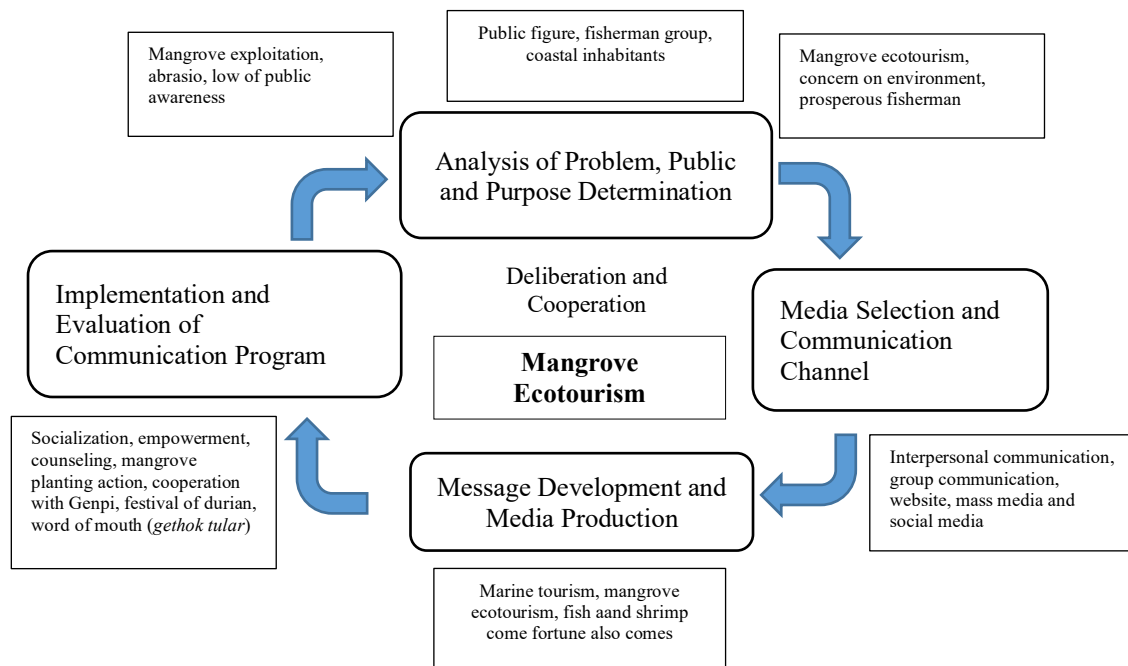 Mangrove exploitation,
abrasio, low of public
awareness
Public figure, fisherman group,
coastal inhabitants
Mangrove ecotourism,
concern on environment,
prosperous fisherman
Analysis of Problem, Public
and Purpose Determination
Implementation and
Evaluation of
Communication Program
Deliberation and
Cooperation
Mangrove
Ecotourism
Media Selection and
Communication
Channel
Socialization, empowerment,
counseling, mangrove
planting action, cooperation
with Genpi, festival of durian,
word of mouth (gethok tular)
Message Development and
Media Production
Interpersonal communication,
group communication,
website, mass media and
social media
Marine tourism, mangrove
ecotourism, fish aand shrimp
come fortune also comes